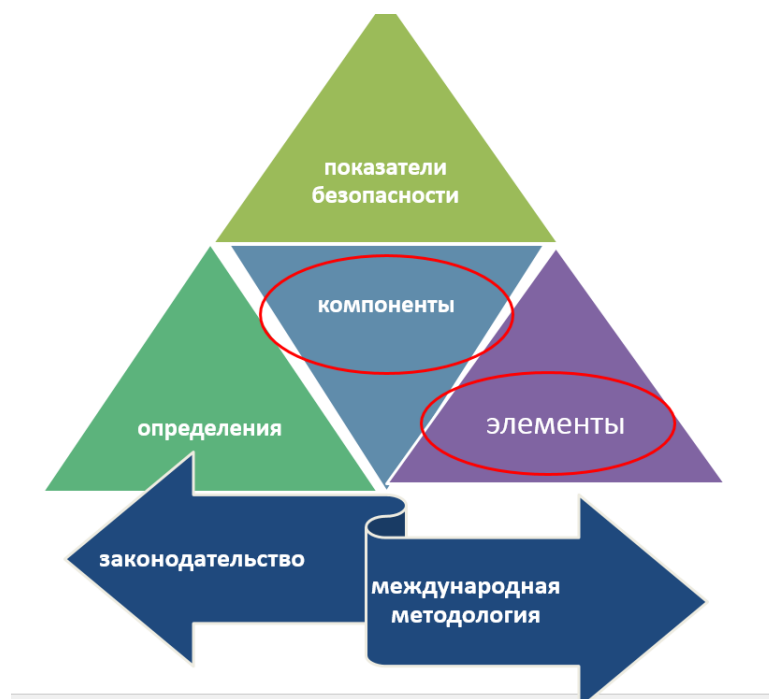 показатели
безопасности
компоненты
определения
элементы
законодательство
международная
методология